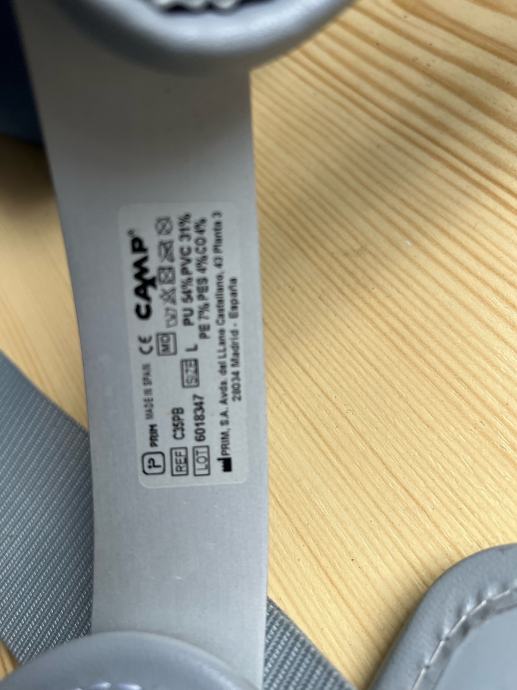 P PRIM MADE IN SPAIN CE CAMP®
REF C35PB MD
LOT 6018347 SIZE L PU 54% PVC 31%
PE 7% PES 4% CO 4%
PRIM, S.A. Avda. del LLano Castellano, 43 Planta 3
28034 Madrid - España